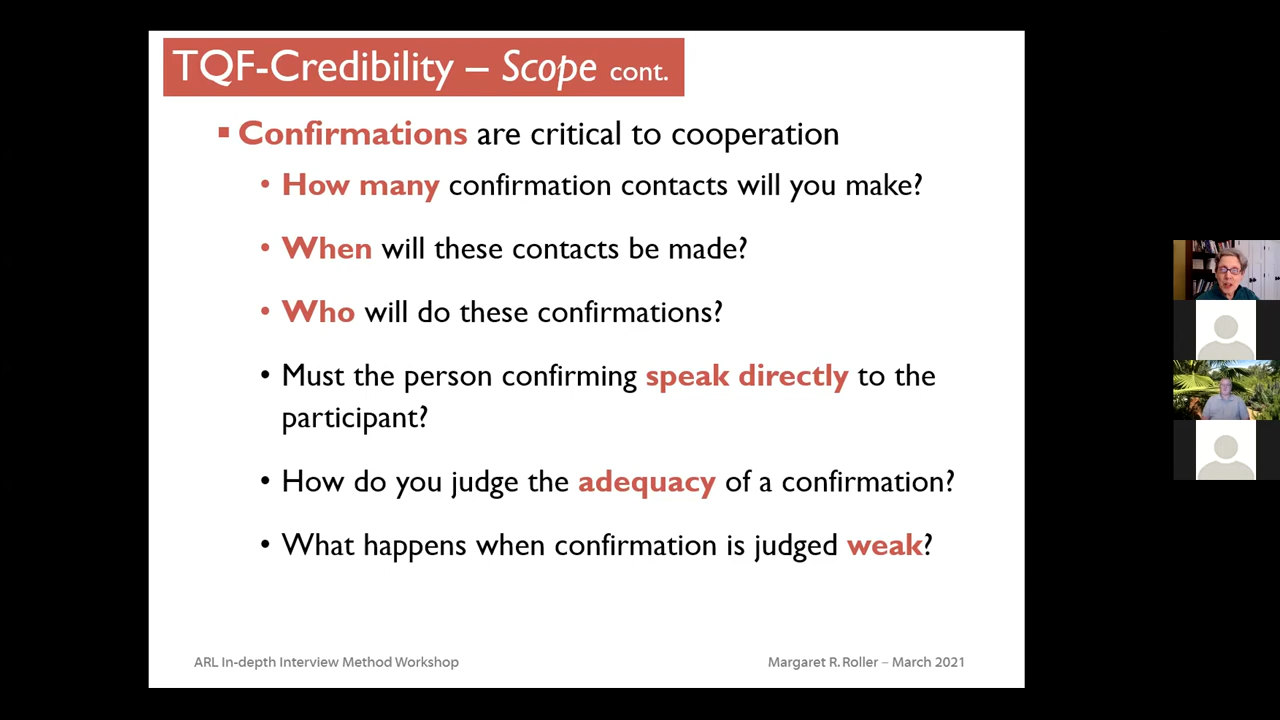 TQF-Credibility – Scope cont.
▪ Confirmations are critical to cooperation
• How many confirmation contacts will you make?
• When will these contacts be made?
• Who will do these confirmations?
• Must the person confirming speak directly to the
participant?
• How do you judge the adequacy of a confirmation?
• What happens when confirmation is judged weak?
ARL In-depth Interview Method Workshop
Margaret R. Roller – March 2021